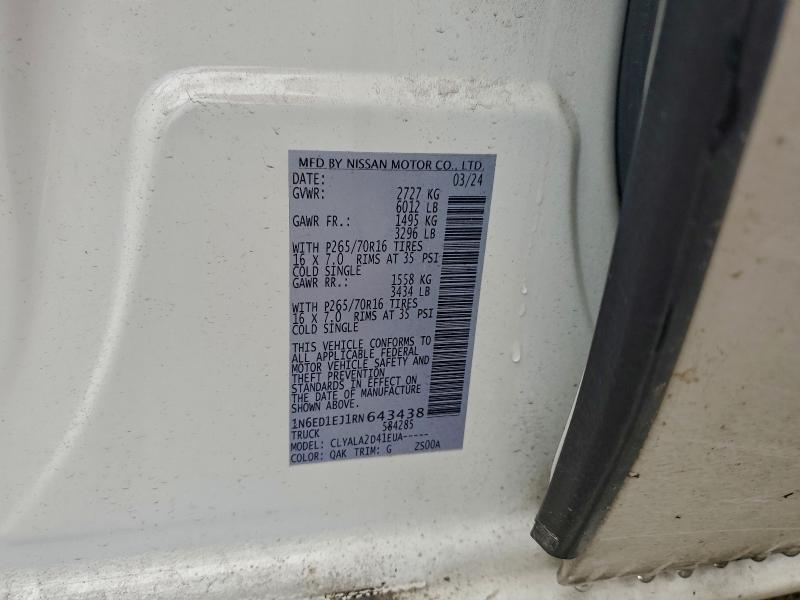 MFD BY NISSAN MOTOR CO., LTD.
DATE: 03/24
GVWR: 2727 KG
6012 LB
GAWR FR.: 1495 KG
3296 LB
WITH P265/70R16 TIRES
16 X 7.0 RIMS AT 35 PSI
COLD SINGLE
GAWR RR.: 1558 KG
3434 LB
WITH P265/70R16 TIRES
16 X 7.0 RIMS AT 35 PSI
COLD SINGLE
THIS VEHICLE CONFORMS TO
ALL APPLICABLE FEDERAL
MOTOR VEHICLE SAFETY AND
THEFT PREVENTION
STANDARDS IN EFFECT ON
THE DATE OF MANUFACTURE
SHOWN ABOVE.
1N6ED1EJ1RN643438
TRUCK 584285
MODEL: CLYALA2D41EUA-----
COLOR: QAK TRIM: G ZS00A